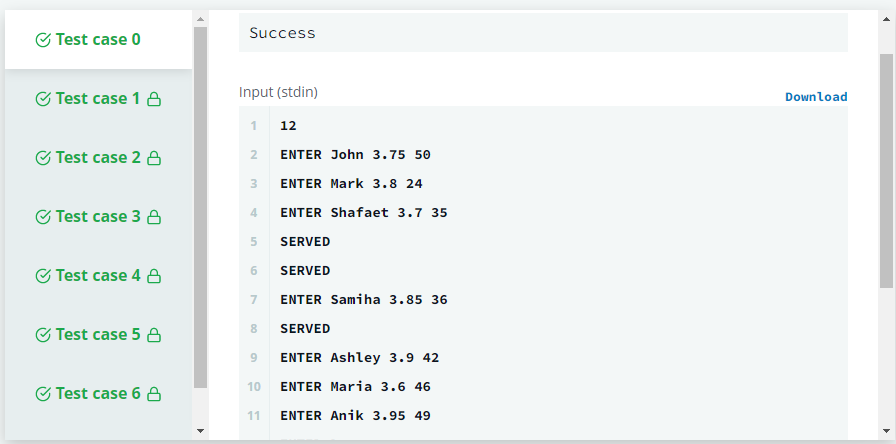 Test case 0
Test case 1
Test case 2
Test case 3
Test case 4
Test case 5
Test case 6
Success
Input (stdin)
Download
1 12
2 ENTER John 3.75 50
3 ENTER Mark 3.8 24
4 ENTER Shafaet 3.7 35
5 SERVED
6 SERVED
7 ENTER Samiha 3.85 36
8 SERVED
9 ENTER Ashley 3.9 42
10 ENTER Maria 3.6 46
11 ENTER Anik 3.95 49